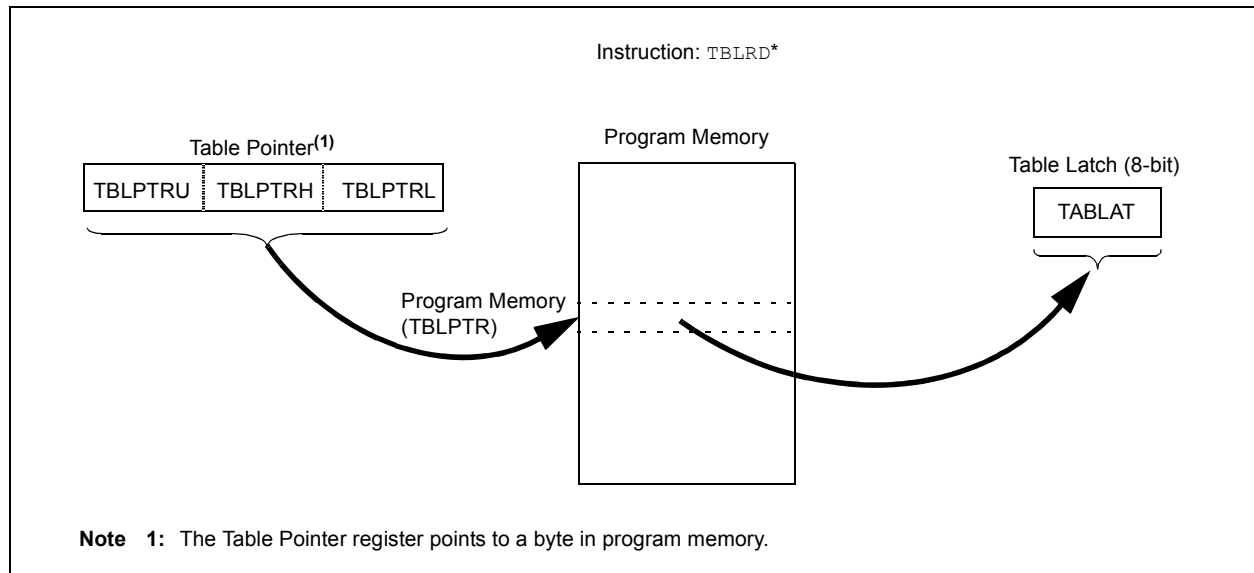 Instruction: TBLRD*
Table Pointer(1)
Program Memory
Table Latch (8-bit)
TBLPTRU TBLPTRH TBLPTRL
TABLAT
Program Memory
(TBLPTR)
Note 1: The Table Pointer register points to a byte in program memory.